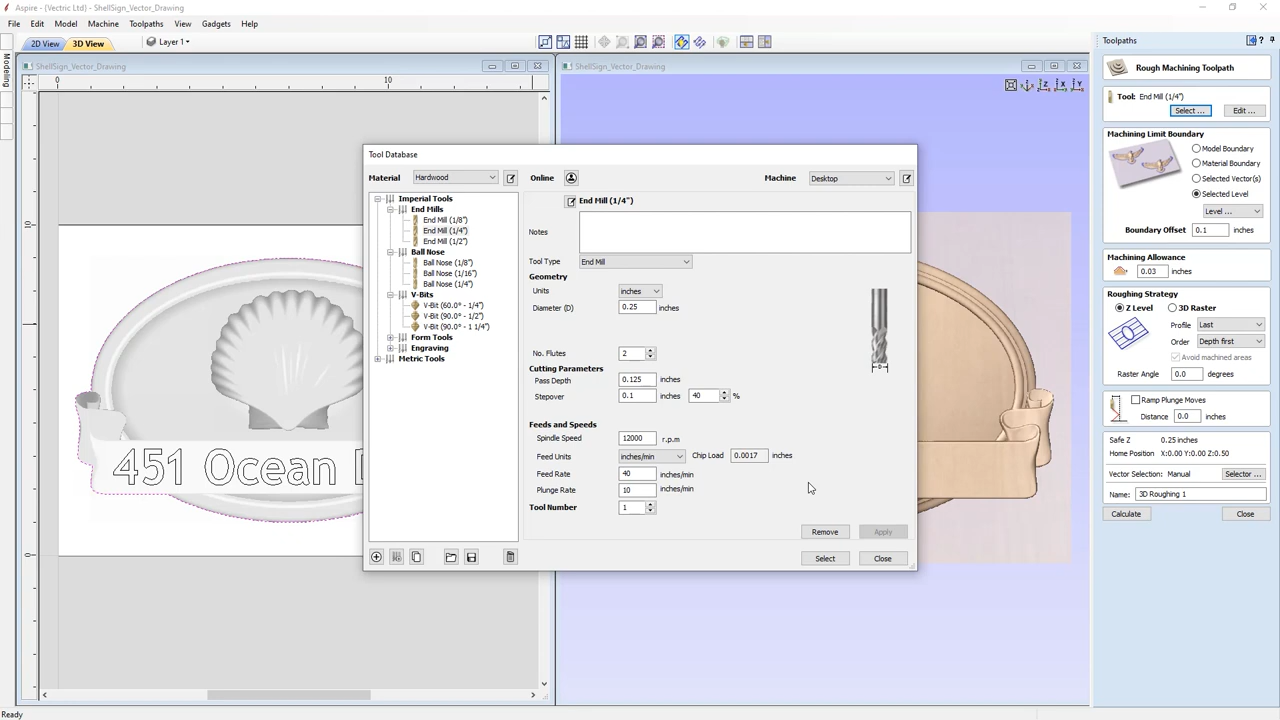 Aspire - {Vectric Ltd} - [ShellSign_Vector_Drawing]
File Edit Model Machine Toolpaths View Gadgets Help
2D View 3D View Layer 1
Modeling
ShellSign_Vector_Drawing
0 10
10
0
451 Ocean D
ShellSign_Vector_Drawing
Z Z X Y
Tool Database
Material Hardwood Online Machine Desktop
Imperial Tools
End Mills
End Mill (1/8")
End Mill (1/4")
End Mill (1/2")
Ball Nose
Ball Nose (1/8")
Ball Nose (1/16")
Ball Nose (1/4")
V-Bits
V-Bit (60.0° - 1/4")
V-Bit (90.0° - 1/2")
V-Bit (90.0° - 1 1/4")
Form Tools
Engraving
Metric Tools
End Mill (1/4")
Notes
Tool Type End Mill
Geometry
Units inches
Diameter (D) 0.25 inches
No. Flutes 2
Cutting Parameters
Pass Depth 0.125 inches
Stepover 0.1 inches 40 %
Feeds and Speeds
Spindle Speed 12000 r.p.m
Feed Units inches/min Chip Load 0.0017 inches
Feed Rate 40 inches/min
Plunge Rate 10 inches/min
Tool Number 1
D
Remove Apply
Select Close
Toolpaths
Rough Machining Toolpath
Tool: End Mill (1/4")
Select ... Edit ...
Machining Limit Boundary
Model Boundary
Material Boundary
Selected Vector(s)
Selected Level
Level ...
Boundary Offset 0.1 inches
Machining Allowance
0.03 inches
Roughing Strategy
Z Level 3D Raster
Profile Last
Order Depth first
Avoid machined areas
Raster Angle 0.0 degrees
Ramp Plunge Moves
Distance 0.0 inches
Safe Z 0.25 inches
Home Position X:0.00 Y:0.00 Z:0.50
Vector Selection: Manual Selector ...
Name: 3D Roughing 1
Calculate Close
Ready